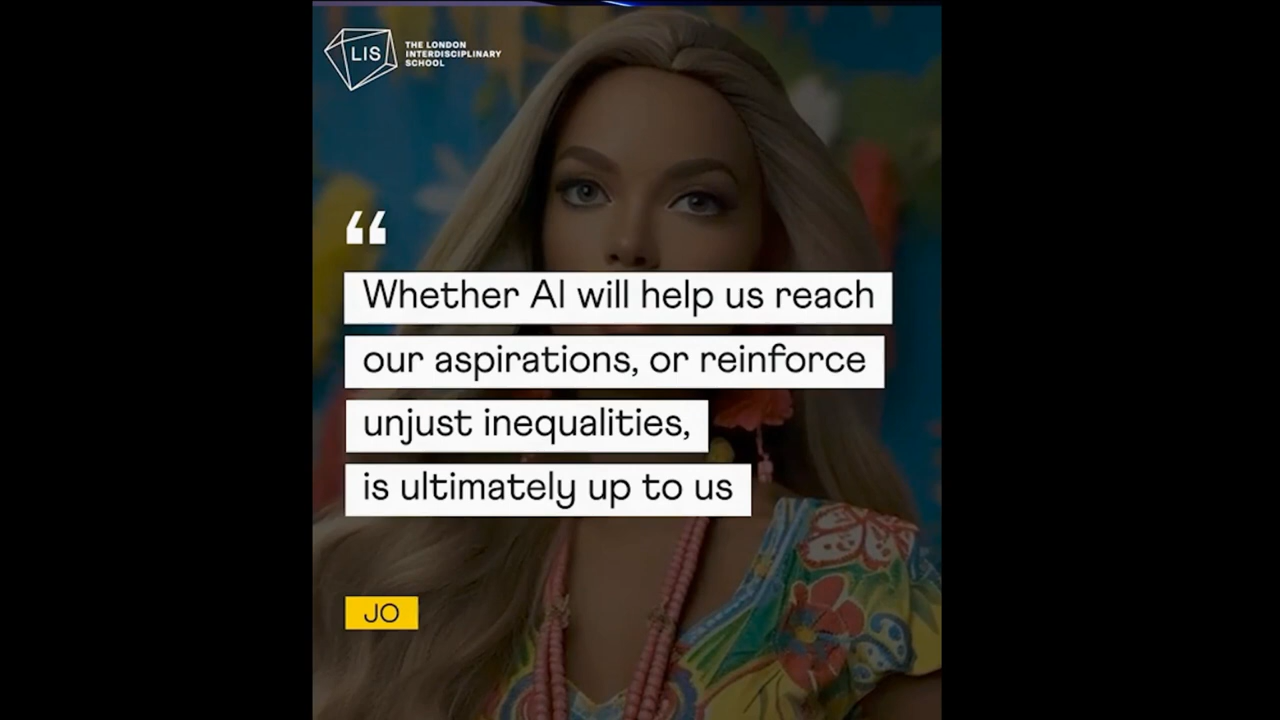 LIS
THE LONDON
INTERDISCIPLINARY
SCHOOL
“
Whether AI will help us reach
our aspirations, or reinforce
unjust inequalities,
is ultimately up to us
JO